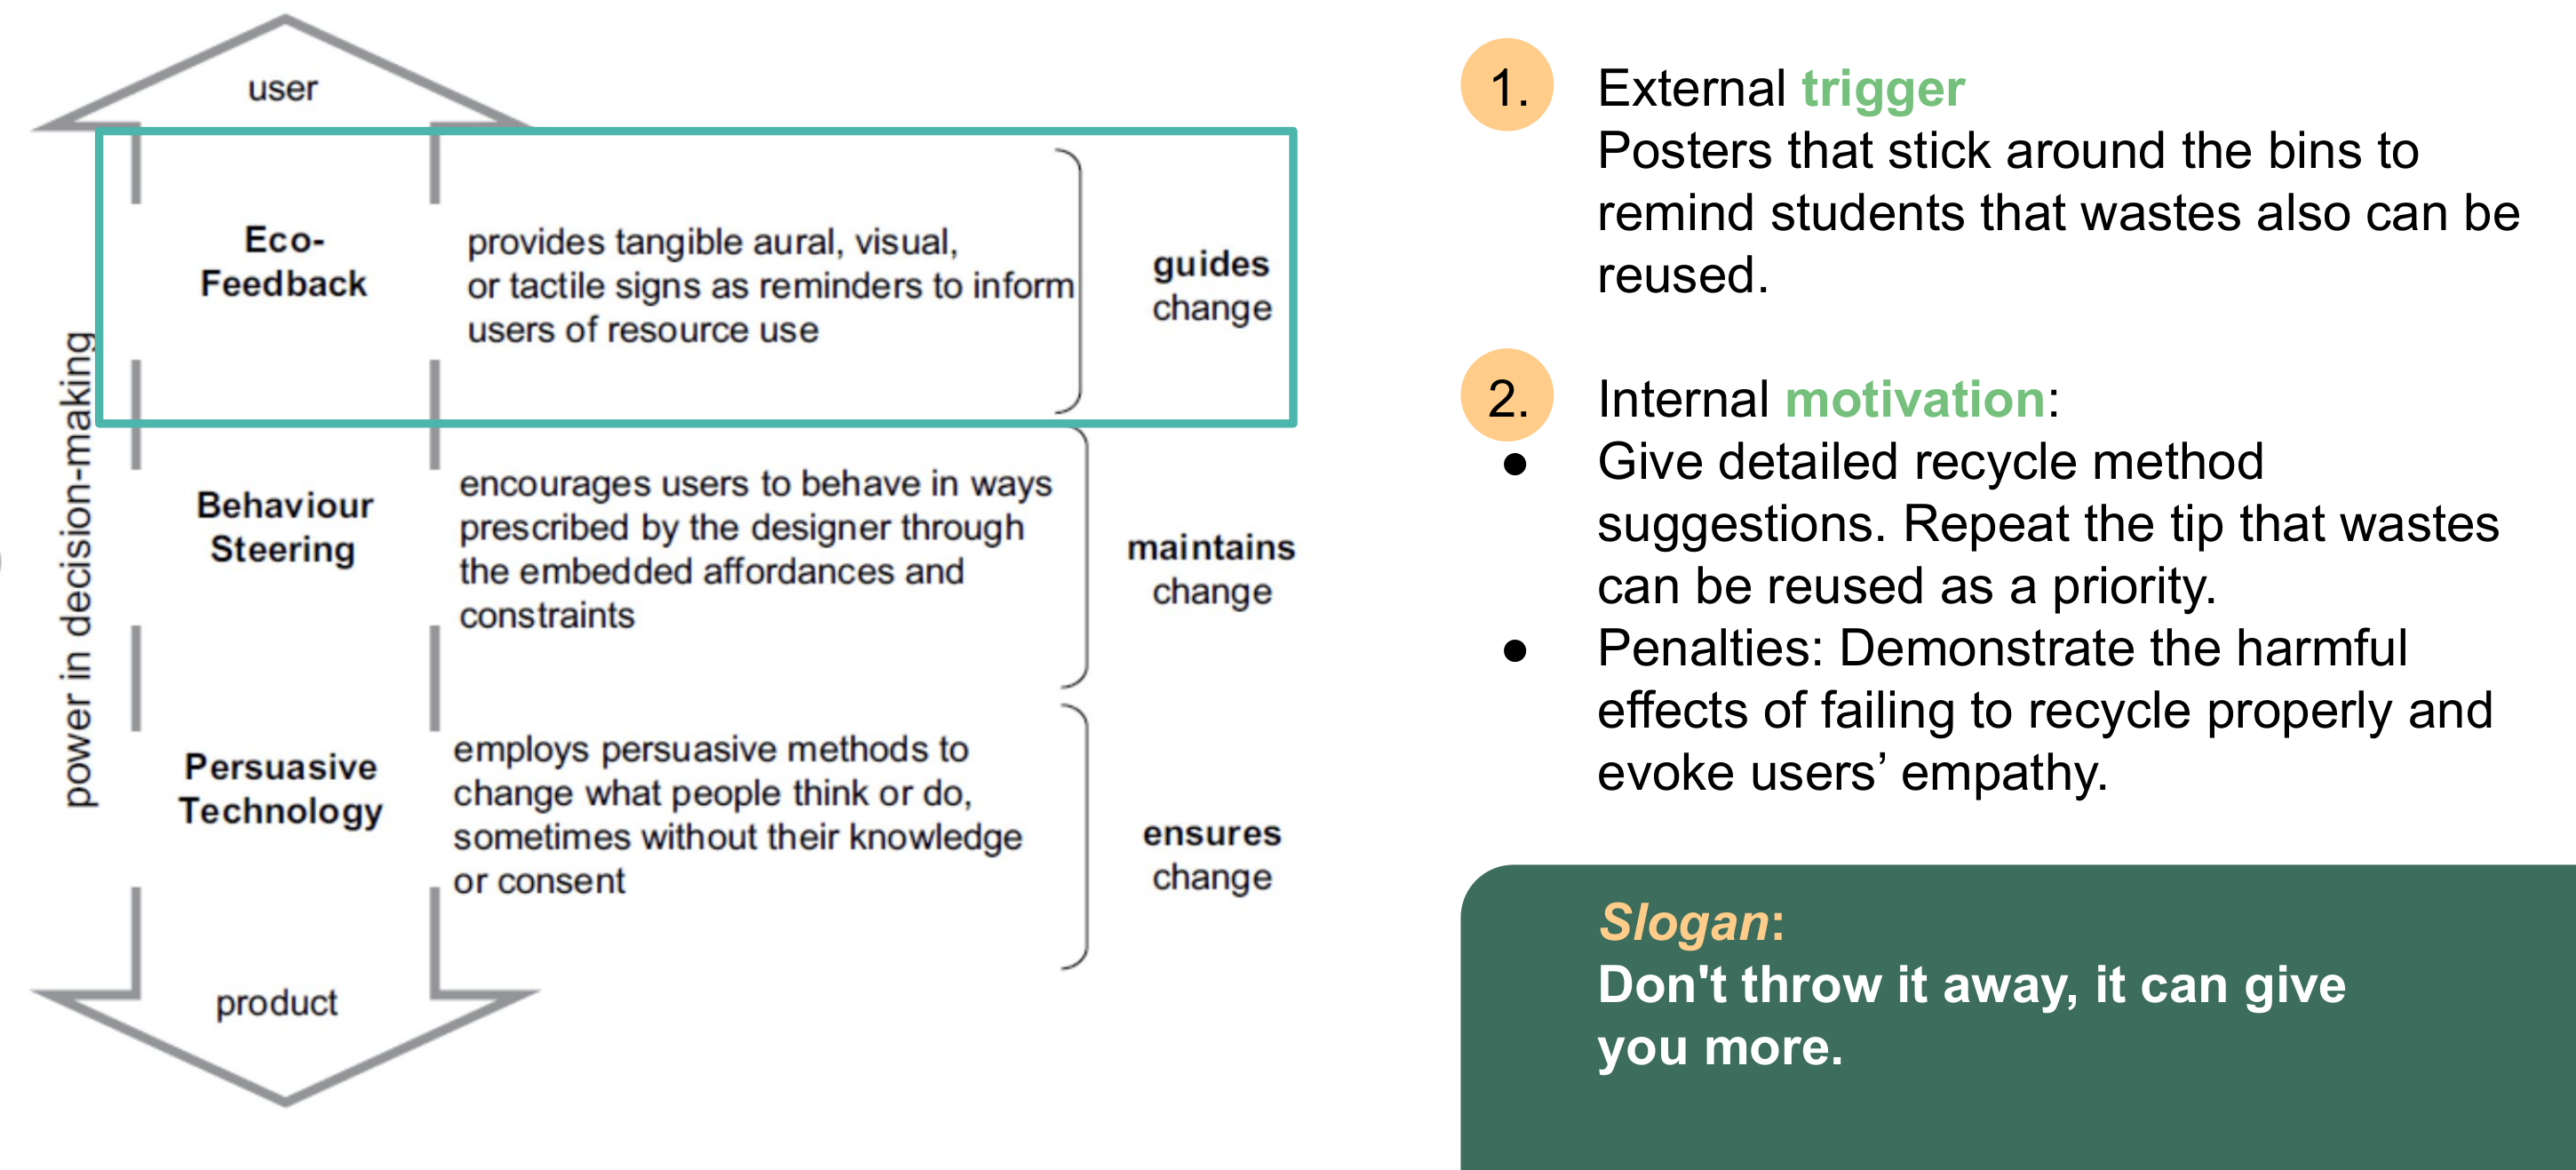 user
Eco-
Feedback
provides tangible aural, visual,
or tactile signs as reminders to inform
users of resource use
guides
change
power in decision-making
Behaviour
Steering
encourages users to behave in ways
prescribed by the designer through
the embedded affordances and
constraints
maintains
change
Persuasive
Technology
employs persuasive methods to
change what people think or do,
sometimes without their knowledge
or consent
ensures
change
product
1. External trigger
Posters that stick around the bins to
remind students that wastes also can be
reused.
2. Internal motivation:
● Give detailed recycle method
suggestions. Repeat the tip that wastes
can be reused as a priority.
● Penalties: Demonstrate the harmful
effects of failing to recycle properly and
evoke users’ empathy.
Slogan:
Don't throw it away, it can give
you more.